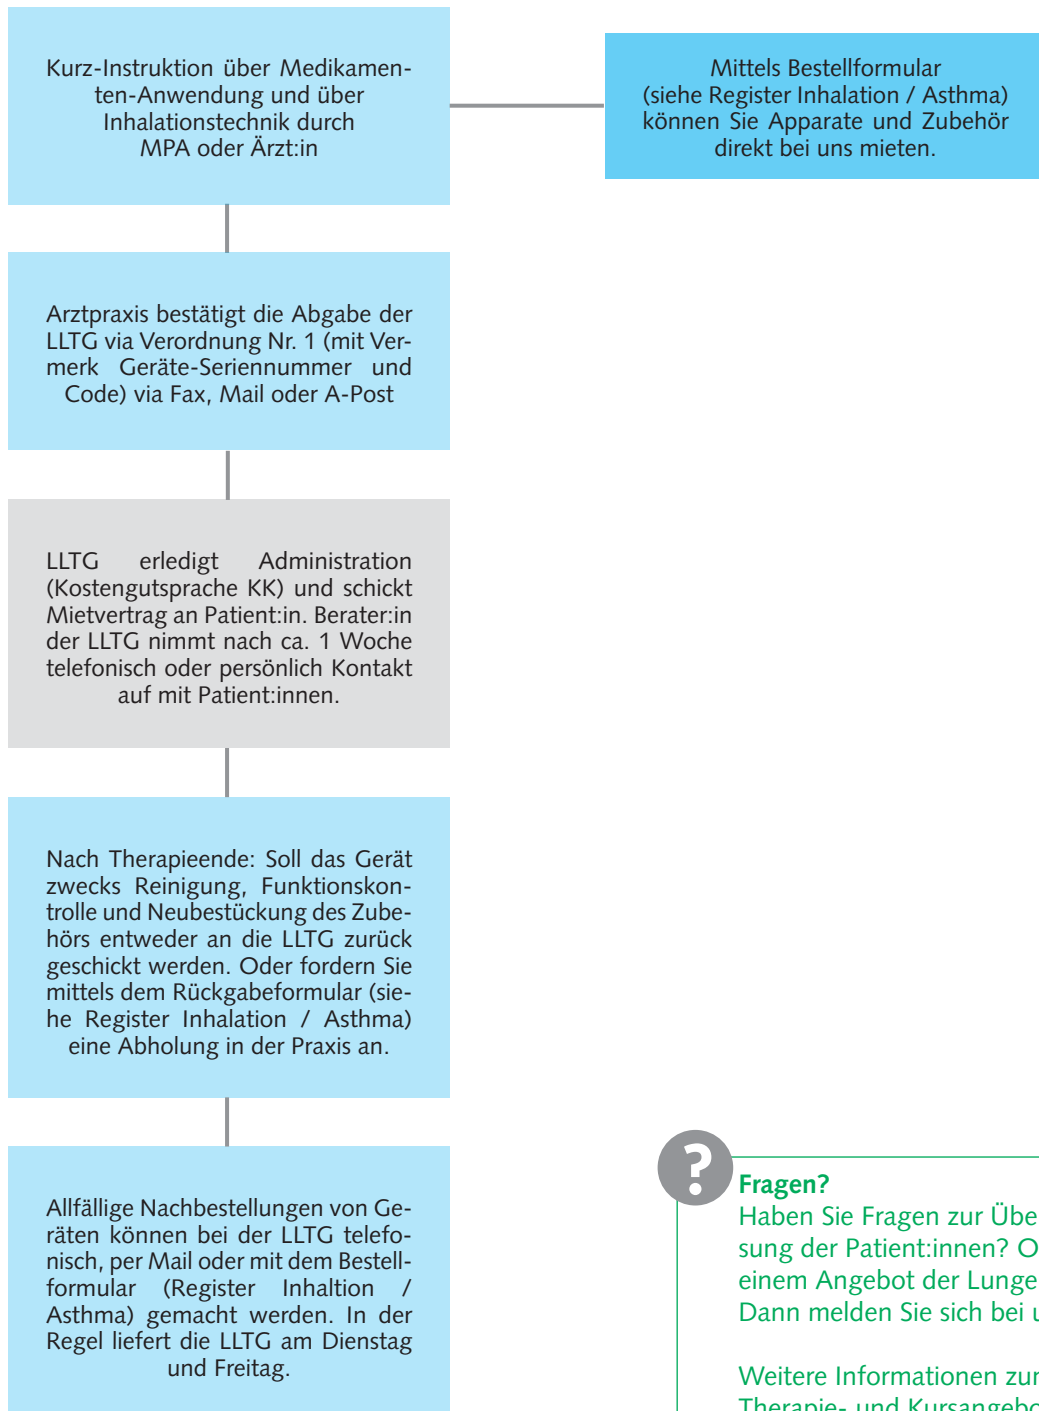 Kurz-Instruktion über Medikamen-
ten-Anwendung und über
Inhalationstechnik durch
MPA oder Ärzt:in
Mittels Bestellformular
(siehe Register Inhalation / Asthma)
können Sie Apparate und Zubehör
direkt bei uns mieten.
Arztpraxis bestätigt die Abgabe der
LLTG via Verordnung Nr. 1 (mit Ver-
merk Geräte-Seriennummer und
Code) via Fax, Mail oder A-Post
LLTG erledigt Administration
(Kostengutsprache KK) und schickt
Mietvertrag an Patient:in. Berater:in
der LLTG nimmt nach ca. 1 Woche
telefonisch oder persönlich Kontakt
auf mit Patient:innen.
Nach Therapieende: Soll das Gerät
zwecks Reinigung, Funktionskon-
trolle und Neubestückung des Zube-
hörs entweder an die LLTG zurück
geschickt werden. Oder fordern Sie
mittels dem Rückgabeformular (sie-
he Register Inhalation / Asthma)
eine Abholung in der Praxis an.
Allfällige Nachbestellungen von Ge-
räten können bei der LLTG telefo-
nisch, per Mail oder mit dem Bestell-
formular (Register Inhaltion /
Asthma) gemacht werden. In der
Regel liefert die LLTG am Dienstag
und Freitag.
?
Fragen?
Haben Sie Fragen zur Übe
sung der Patient:innen? O
einem Angebot der Lunge
Dann melden Sie sich bei u
Weitere Informationen zur
Therapie- und Kursangebo